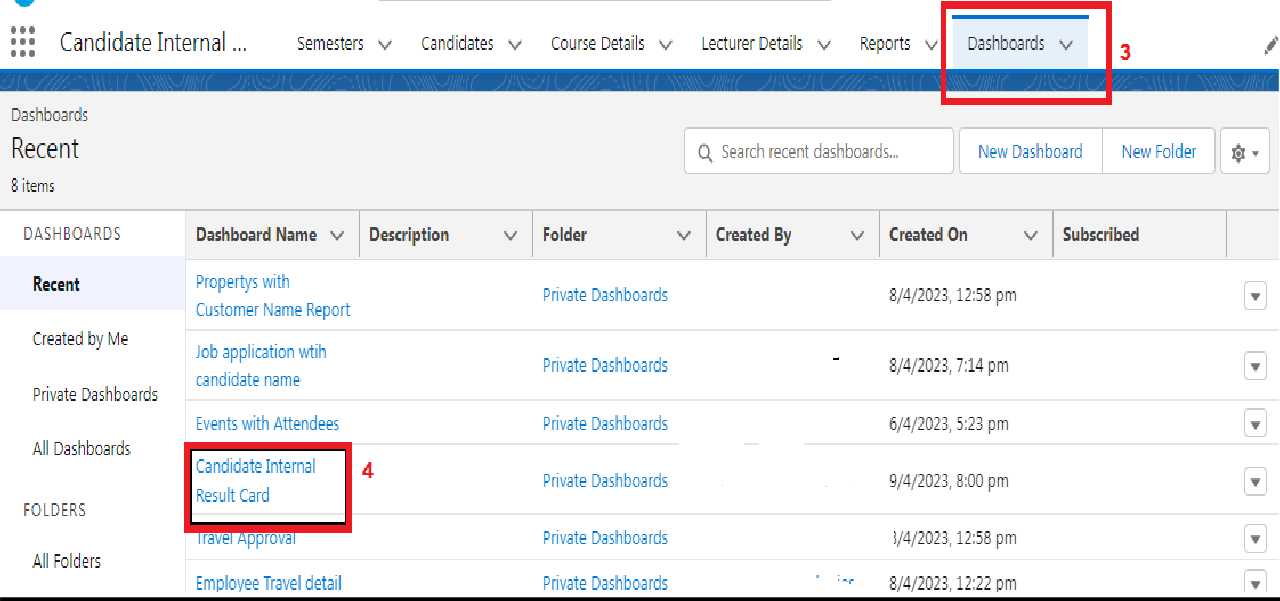 Candidate Internal ...
Semesters
Candidates
Course Details
Lecturer Details
Reports
Dashboards
3
Dashboards
Recent
8 items
Search recent dashboards...
New Dashboard
New Folder
DASHBOARDS
Dashboard Name
Description
Folder
Created By
Created On
Subscribed
Recent
Created by Me
Private Dashboards
All Dashboards
FOLDERS
All Folders
Propertys with
Customer Name Report
Private Dashboards
8/4/2023, 12:58 pm
Job application wtih
candidate name
Private Dashboards
8/4/2023, 7:14 pm
Events with Attendees
Private Dashboards
6/4/2023, 5:23 pm
Candidate Internal
Result Card
4
Private Dashboards
9/4/2023, 8:00 pm
Travel Approval
Private Dashboards
/4/2023, 12:58 pm
Employee Travel detail
Private Dashboards
8/4/2023, 12:22 pm